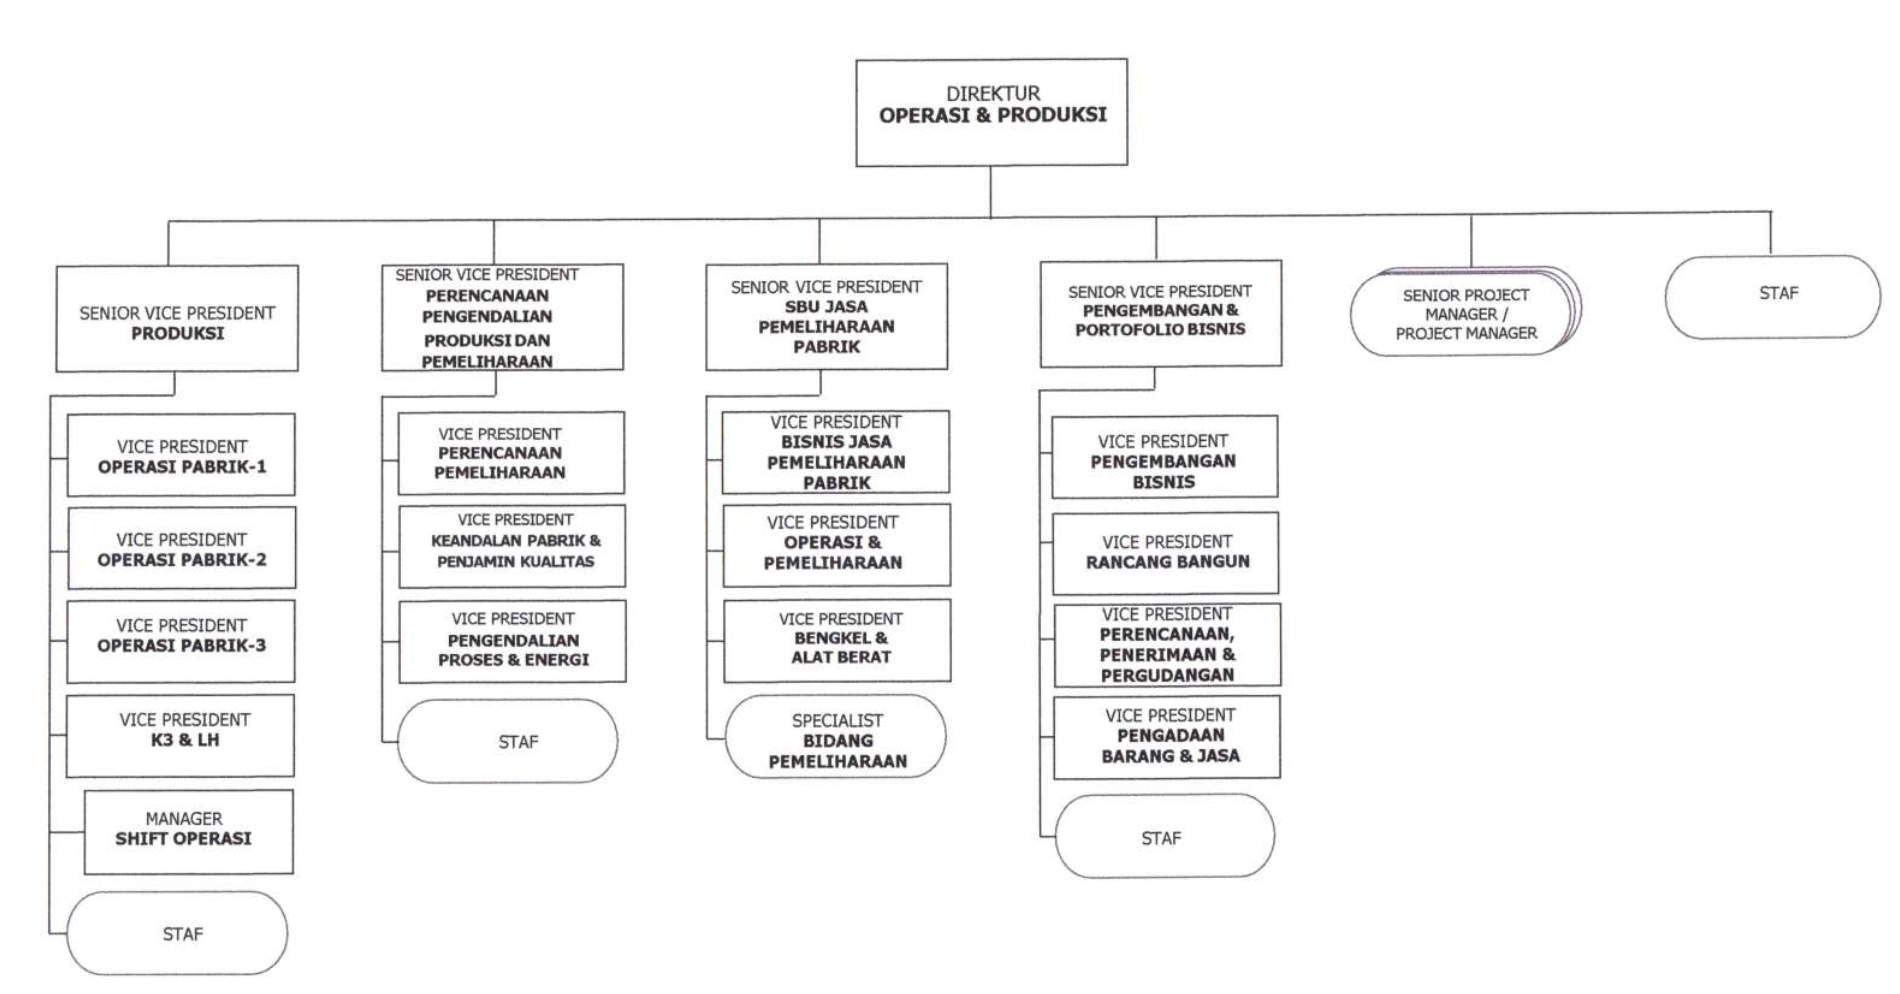 DIREKTUR
OPERASI & PRODUKSI
SENIOR VICE PRESIDENT
PRODUKSI
SENIOR VICE PRESIDENT
PERENCANAAN
PENGENDALIAN
PRODUKSI DAN
PEMELIHARAAN
SENIOR VICE PRESIDENT
SBU JASA
PEMELIHARAAN
PABRIK
SENIOR VICE PRESIDENT
PENGEMBANGAN &
PORTOFOLIO BISNIS
SENIOR PROJECT
MANAGER /
PROJECT MANAGER
STAF
VICE PRESIDENT
OPERASI PABRIK-1
VICE PRESIDENT
OPERASI PABRIK-2
VICE PRESIDENT
OPERASI PABRIK-3
VICE PRESIDENT
K3 & LH
MANAGER
SHIFT OPERASI
STAF
VICE PRESIDENT
PERENCANAAN
PEMELIHARAAN
VICE PRESIDENT
KEANDALAN PABRIK &
PENJAMIN KUALITAS
VICE PRESIDENT
PENGENDALIAN
PROSES & ENERGI
STAF
VICE PRESIDENT
BISNIS JASA
PEMELIHARAAN
PABRIK
VICE PRESIDENT
OPERASI &
PEMELIHARAAN
VICE PRESIDENT
BENGKEL &
ALAT BERAT
SPECIALIST
BIDANG
PEMELIHARAAN
VICE PRESIDENT
PENGEMBANGAN
BISNIS
VICE PRESIDENT
RANCANG BANGUN
VICE PRESIDENT
PERENCANAAN,
PENERIMAAN &
PERGUDANGAN
VICE PRESIDENT
PENGADAAN
BARANG & JASA
STAF